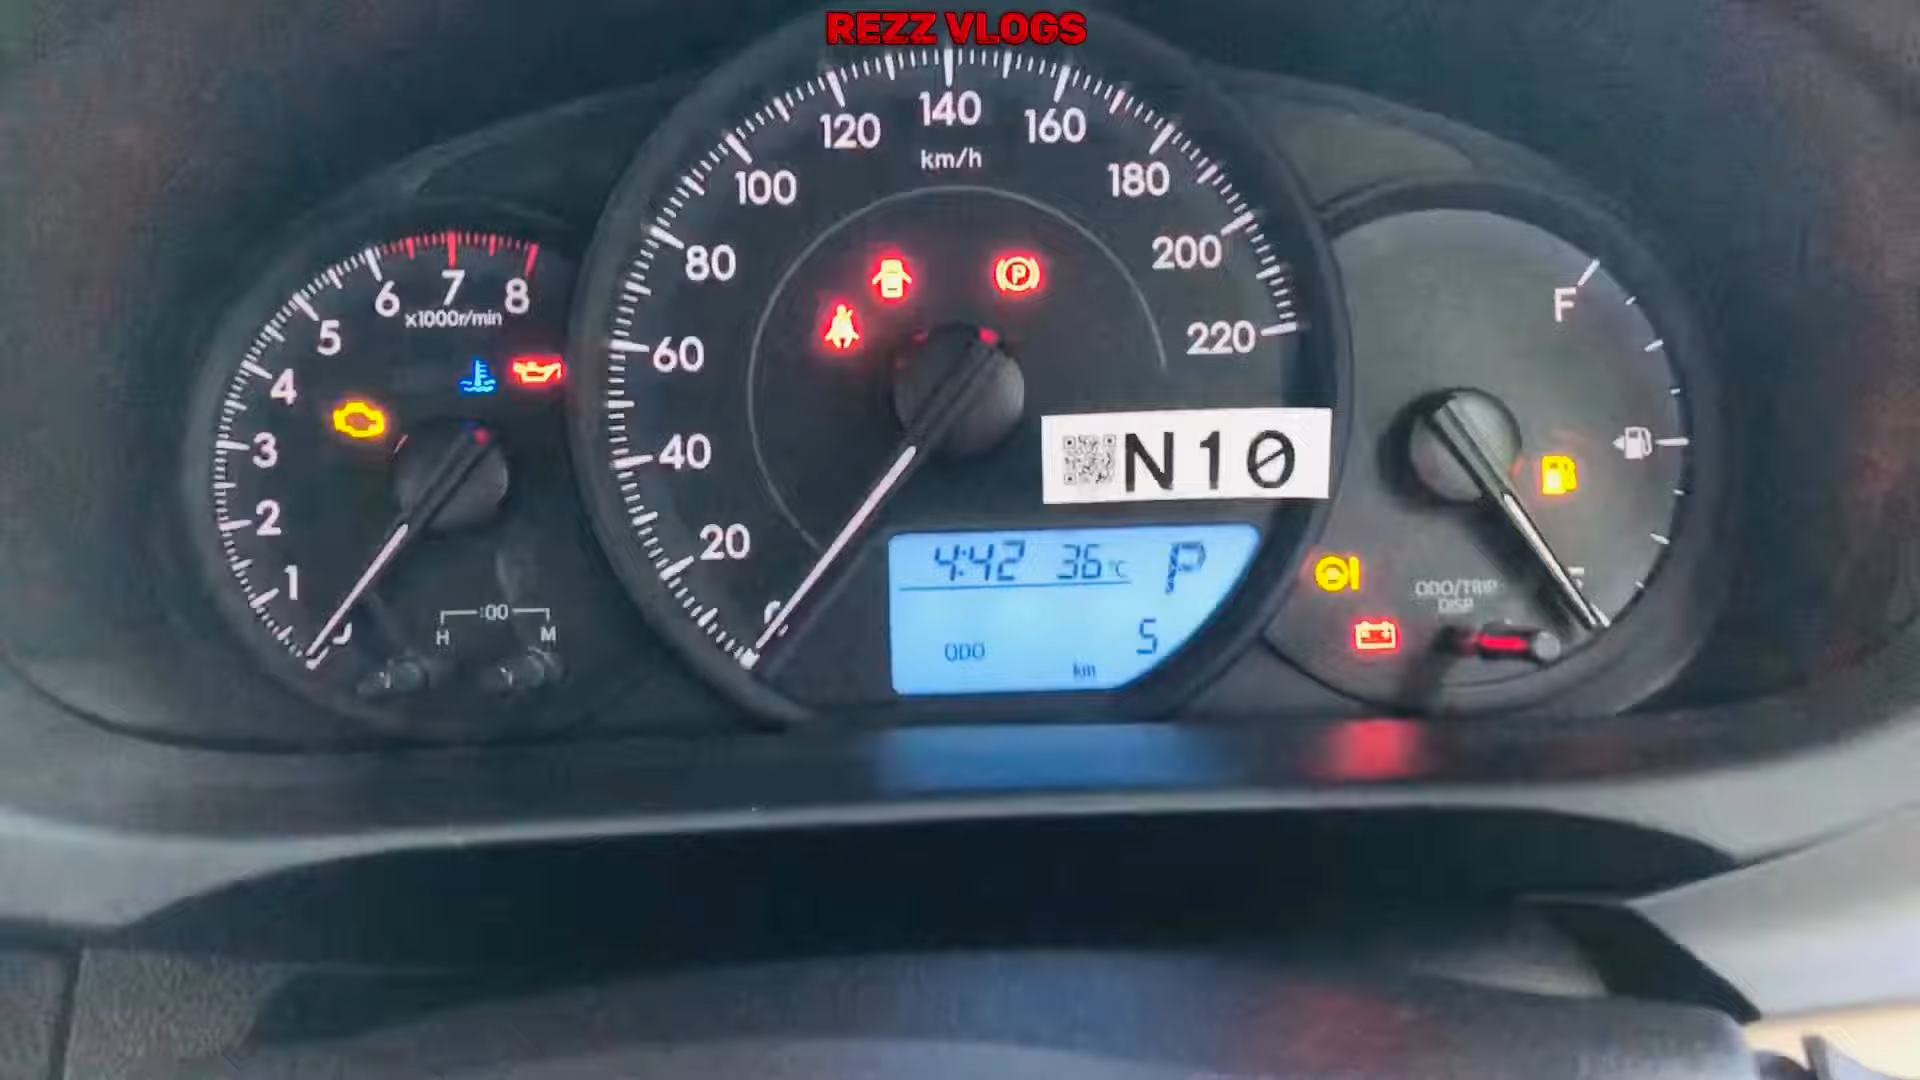 REZZ VLOGS
1
2
3
4
5
6
7
8
x1000r/min
:00
H
M
20
40
60
80
100
120
140
160
180
200
220
km/h
P
N10
4:42 36°C P
ODO 5
km
F
ODO/TRIP
DISP